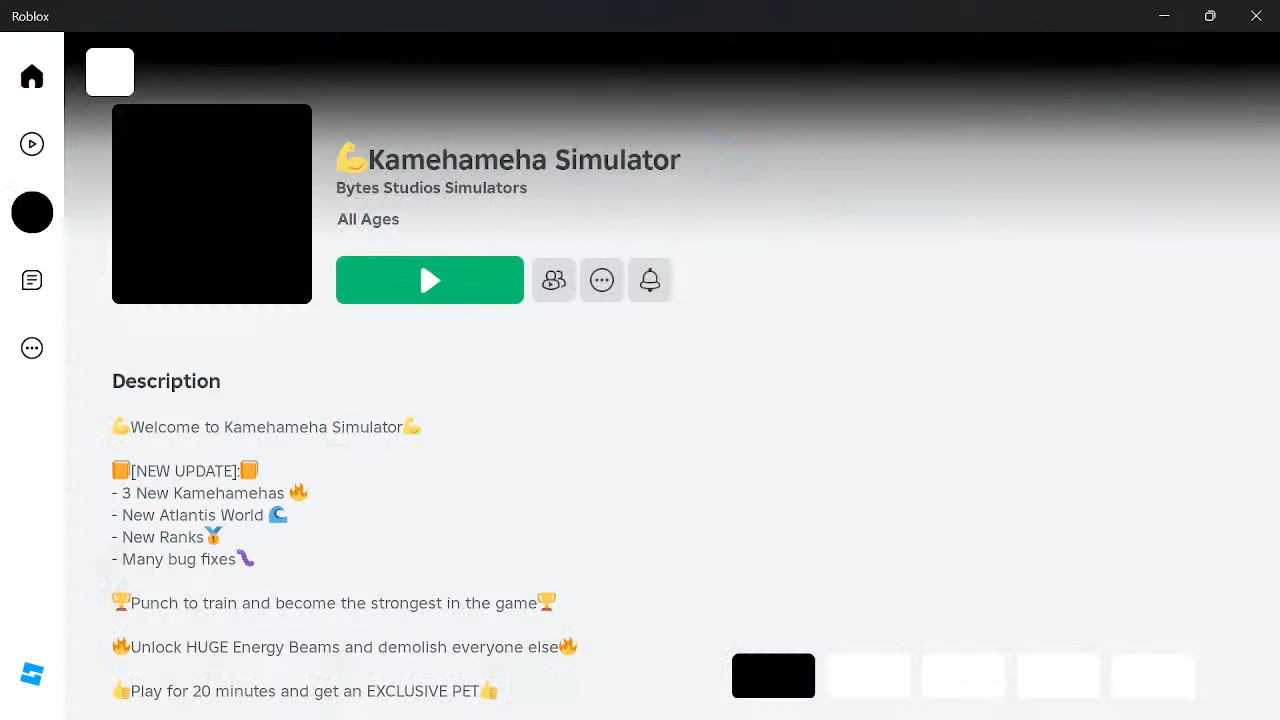 Roblox
💪Kamehameha Simulator
Bytes Studios Simulators
All Ages
Description
💪Welcome to Kamehameha Simulator💪
📙[NEW UPDATE]:📙
- 3 New Kamehamehas 🔥
- New Atlantis World 🌊
- New Ranks🥇
- Many bug fixes🐛
🏆Punch to train and become the strongest in the game🏆
🔥Unlock HUGE Energy Beams and demolish everyone else🔥
👍Play for 20 minutes and get an EXCLUSIVE PET👍